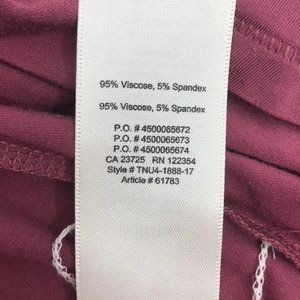 95% Viscose, 5% Spandex
95% Viscose, 5% Spandex
P.O. # 4500065672
P.O. # 4500065673
P.O. # 4500065674
CA 23725 RN 122354
Style # TNU4-1888-17
Article # 61783